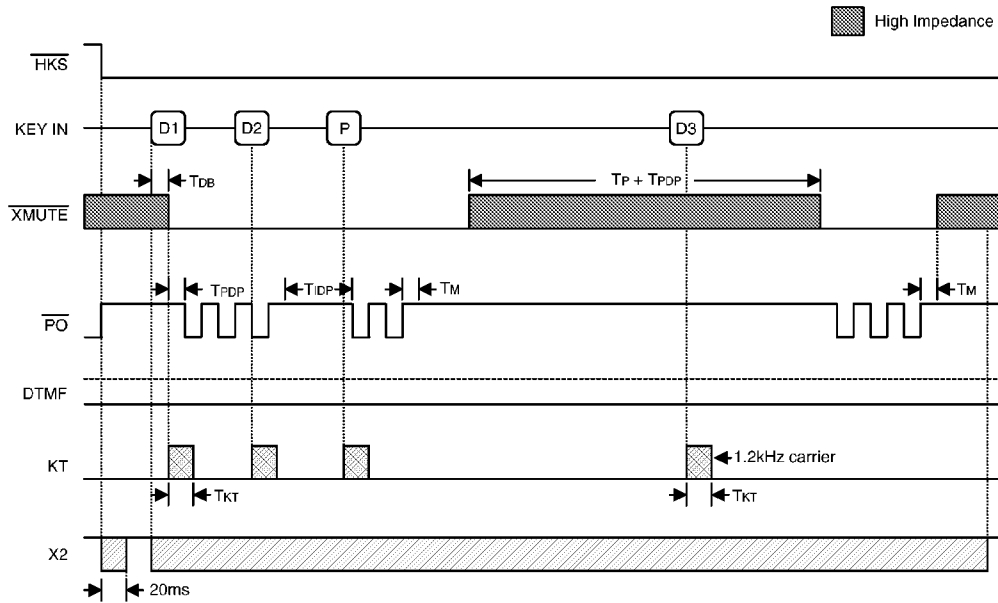 High Impedance
HKS
KEY IN
D1
D2
P
D3
TDB
TP + TPDP
XMUTE
TPDP
TIDP
TM
TM
PO
DTMF
KT
1.2kHz carrier
TKT
TKT
X2
20ms